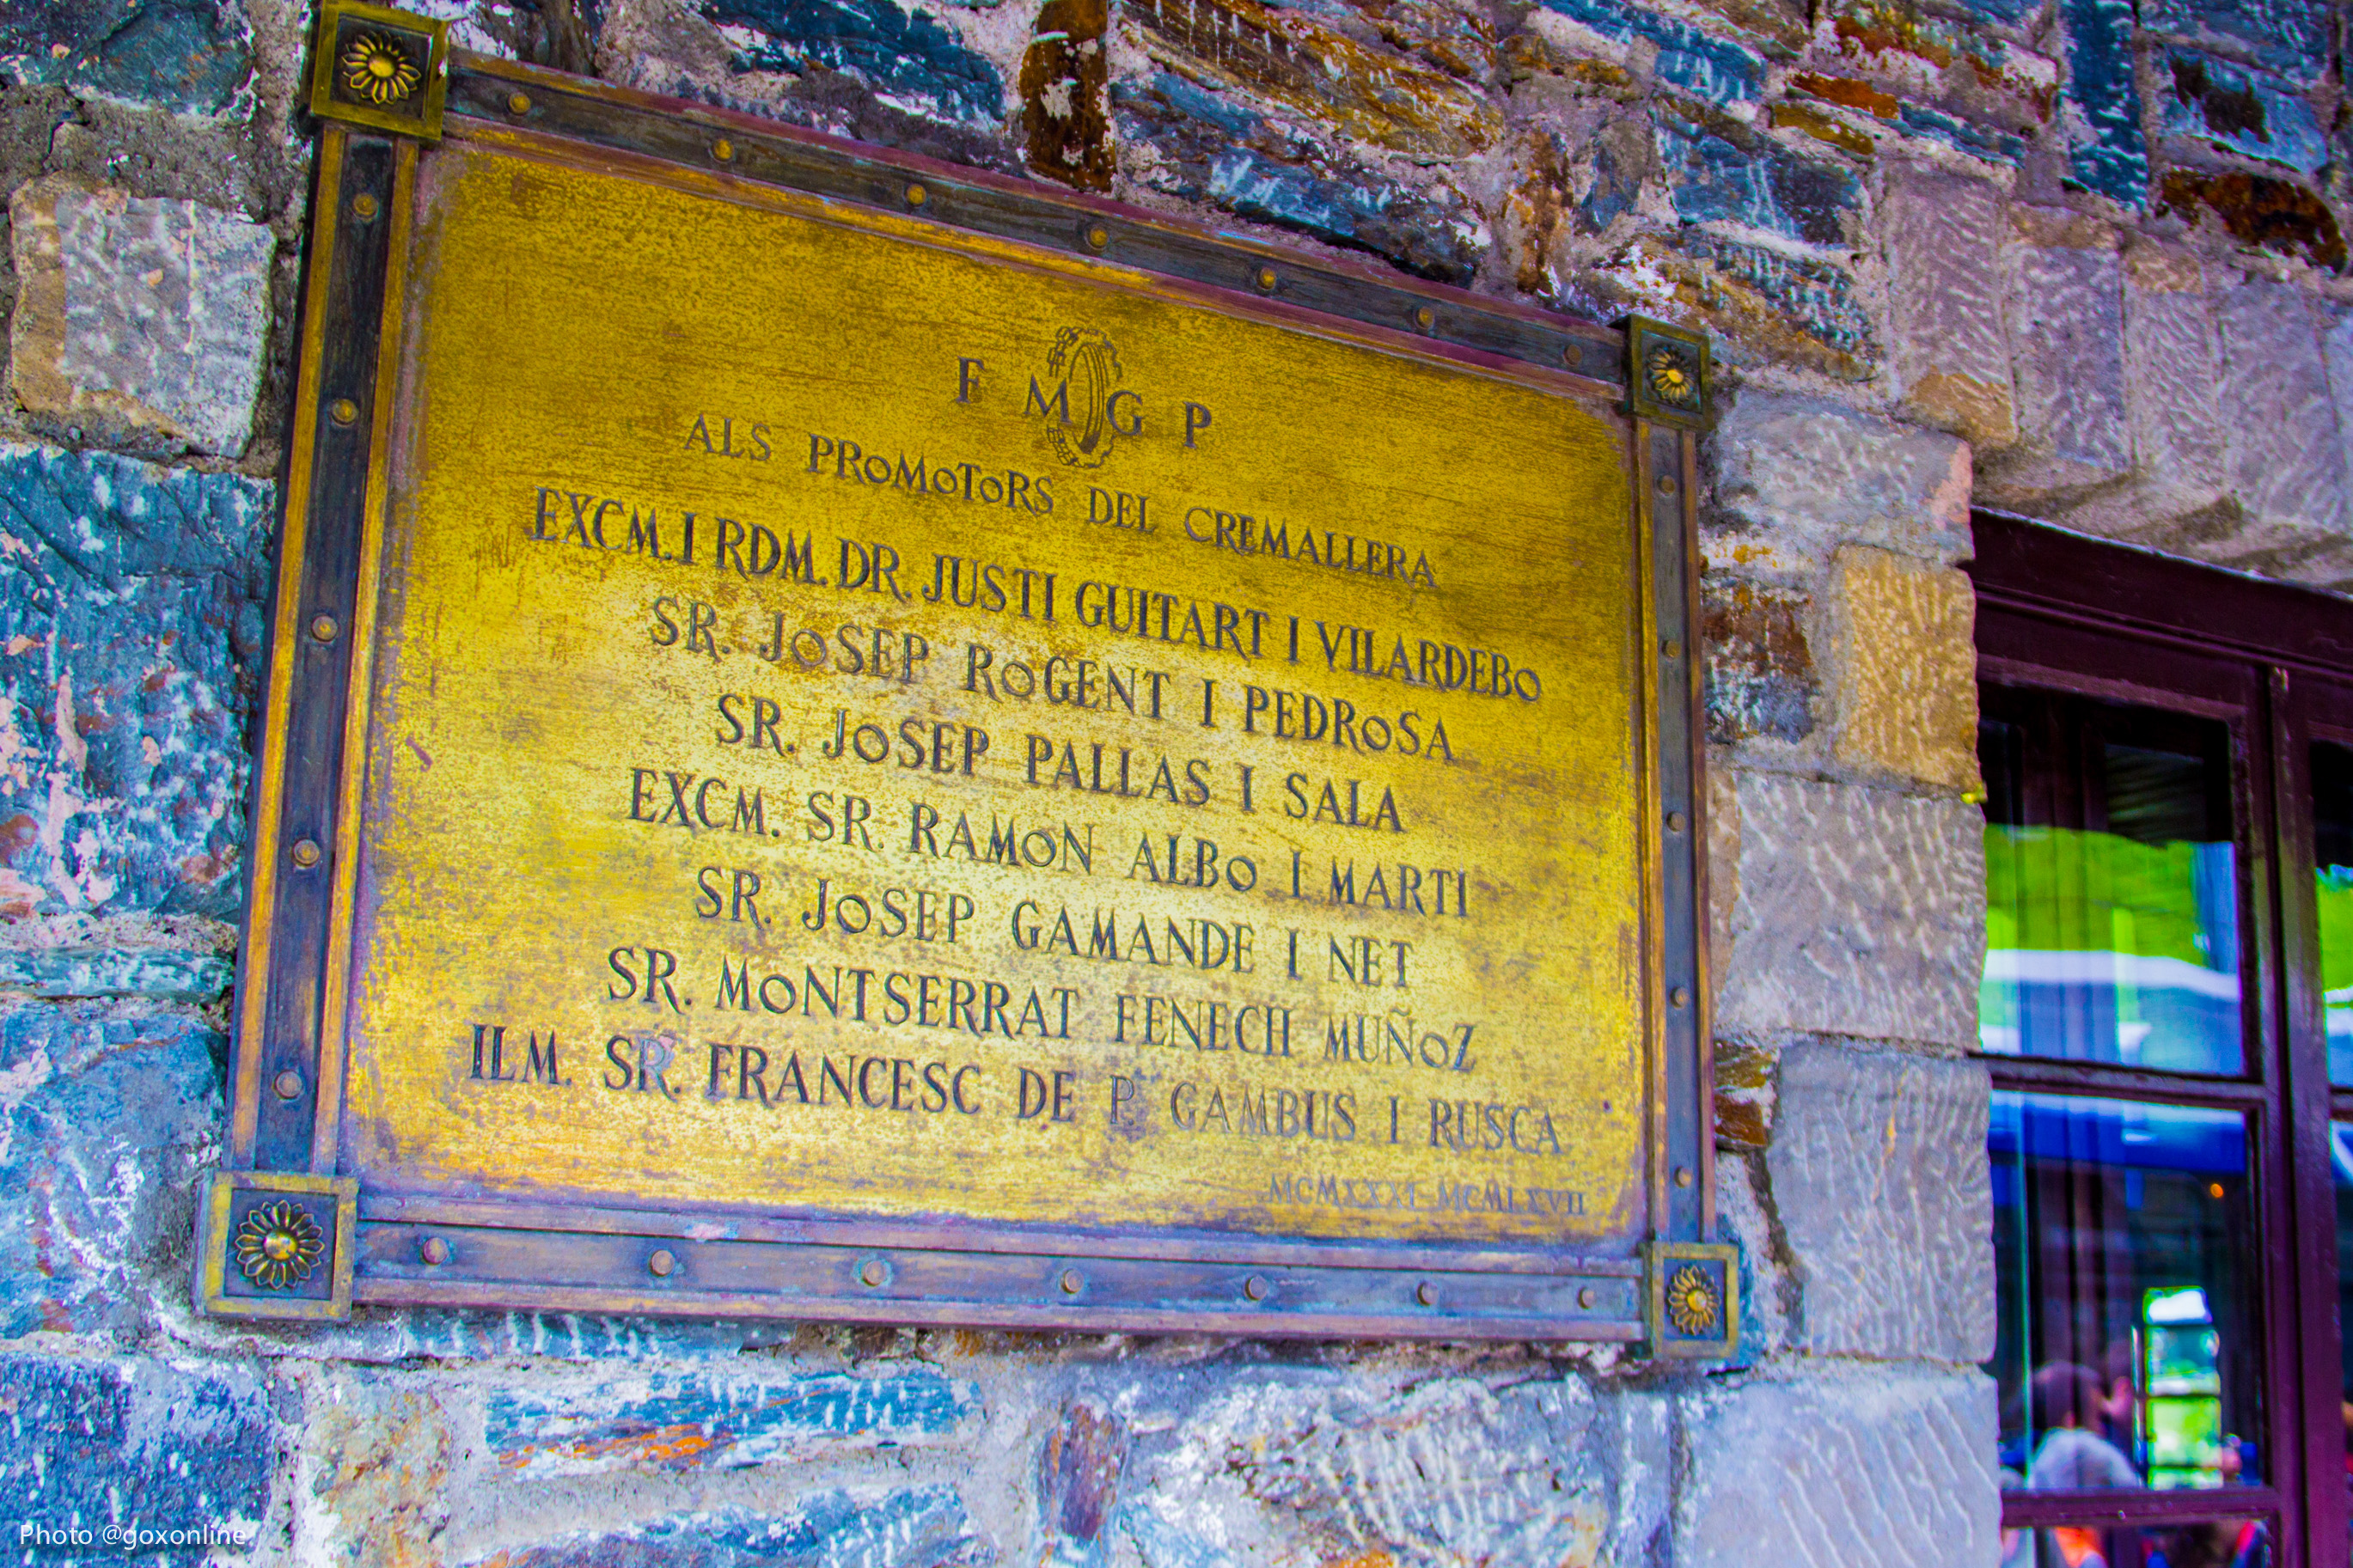 F M G P
ALS PROMOTORS DEL CREMALLERA
EXCM. I RDM. DR. JUSTI GUITART I VILARDEBO
SR. JOSEP ROGENT I PEDROSA
SR. JOSEP PALLAS I SALA
EXCM. SR. RAMON ALBO I MARTI
SR. JOSEP GAMANDE I NET
SR. MONTSERRAT FENECH MUÑOZ
ILM. SR. FRANCESC DE P. GAMBUS I RUSCA
MCMXXXI-MCMLXVII
Photo @goxonline